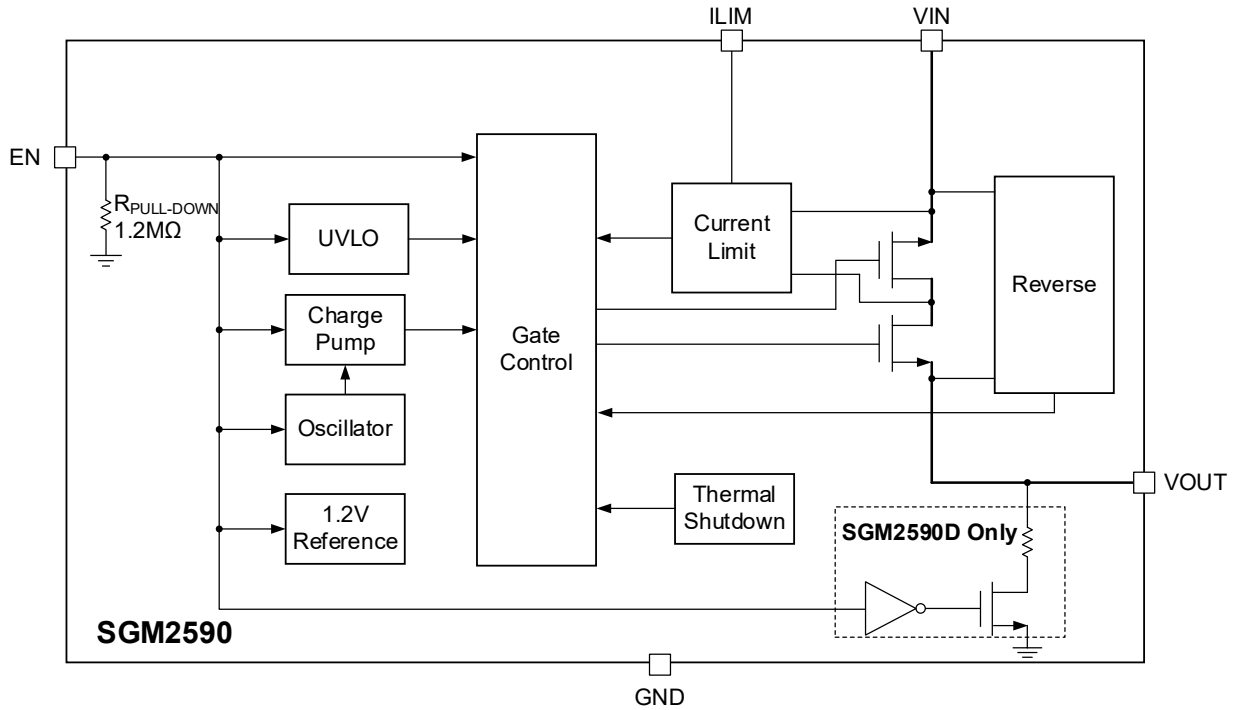 ILIM
VIN
EN
RPULL-DOWN
1.2MΩ
UVLO
Current
Limit
Reverse
Charge
Pump
Gate
Control
Oscillator
1.2V
Reference
Thermal
Shutdown
VOUT
SGM2590D Only
SGM2590
GND